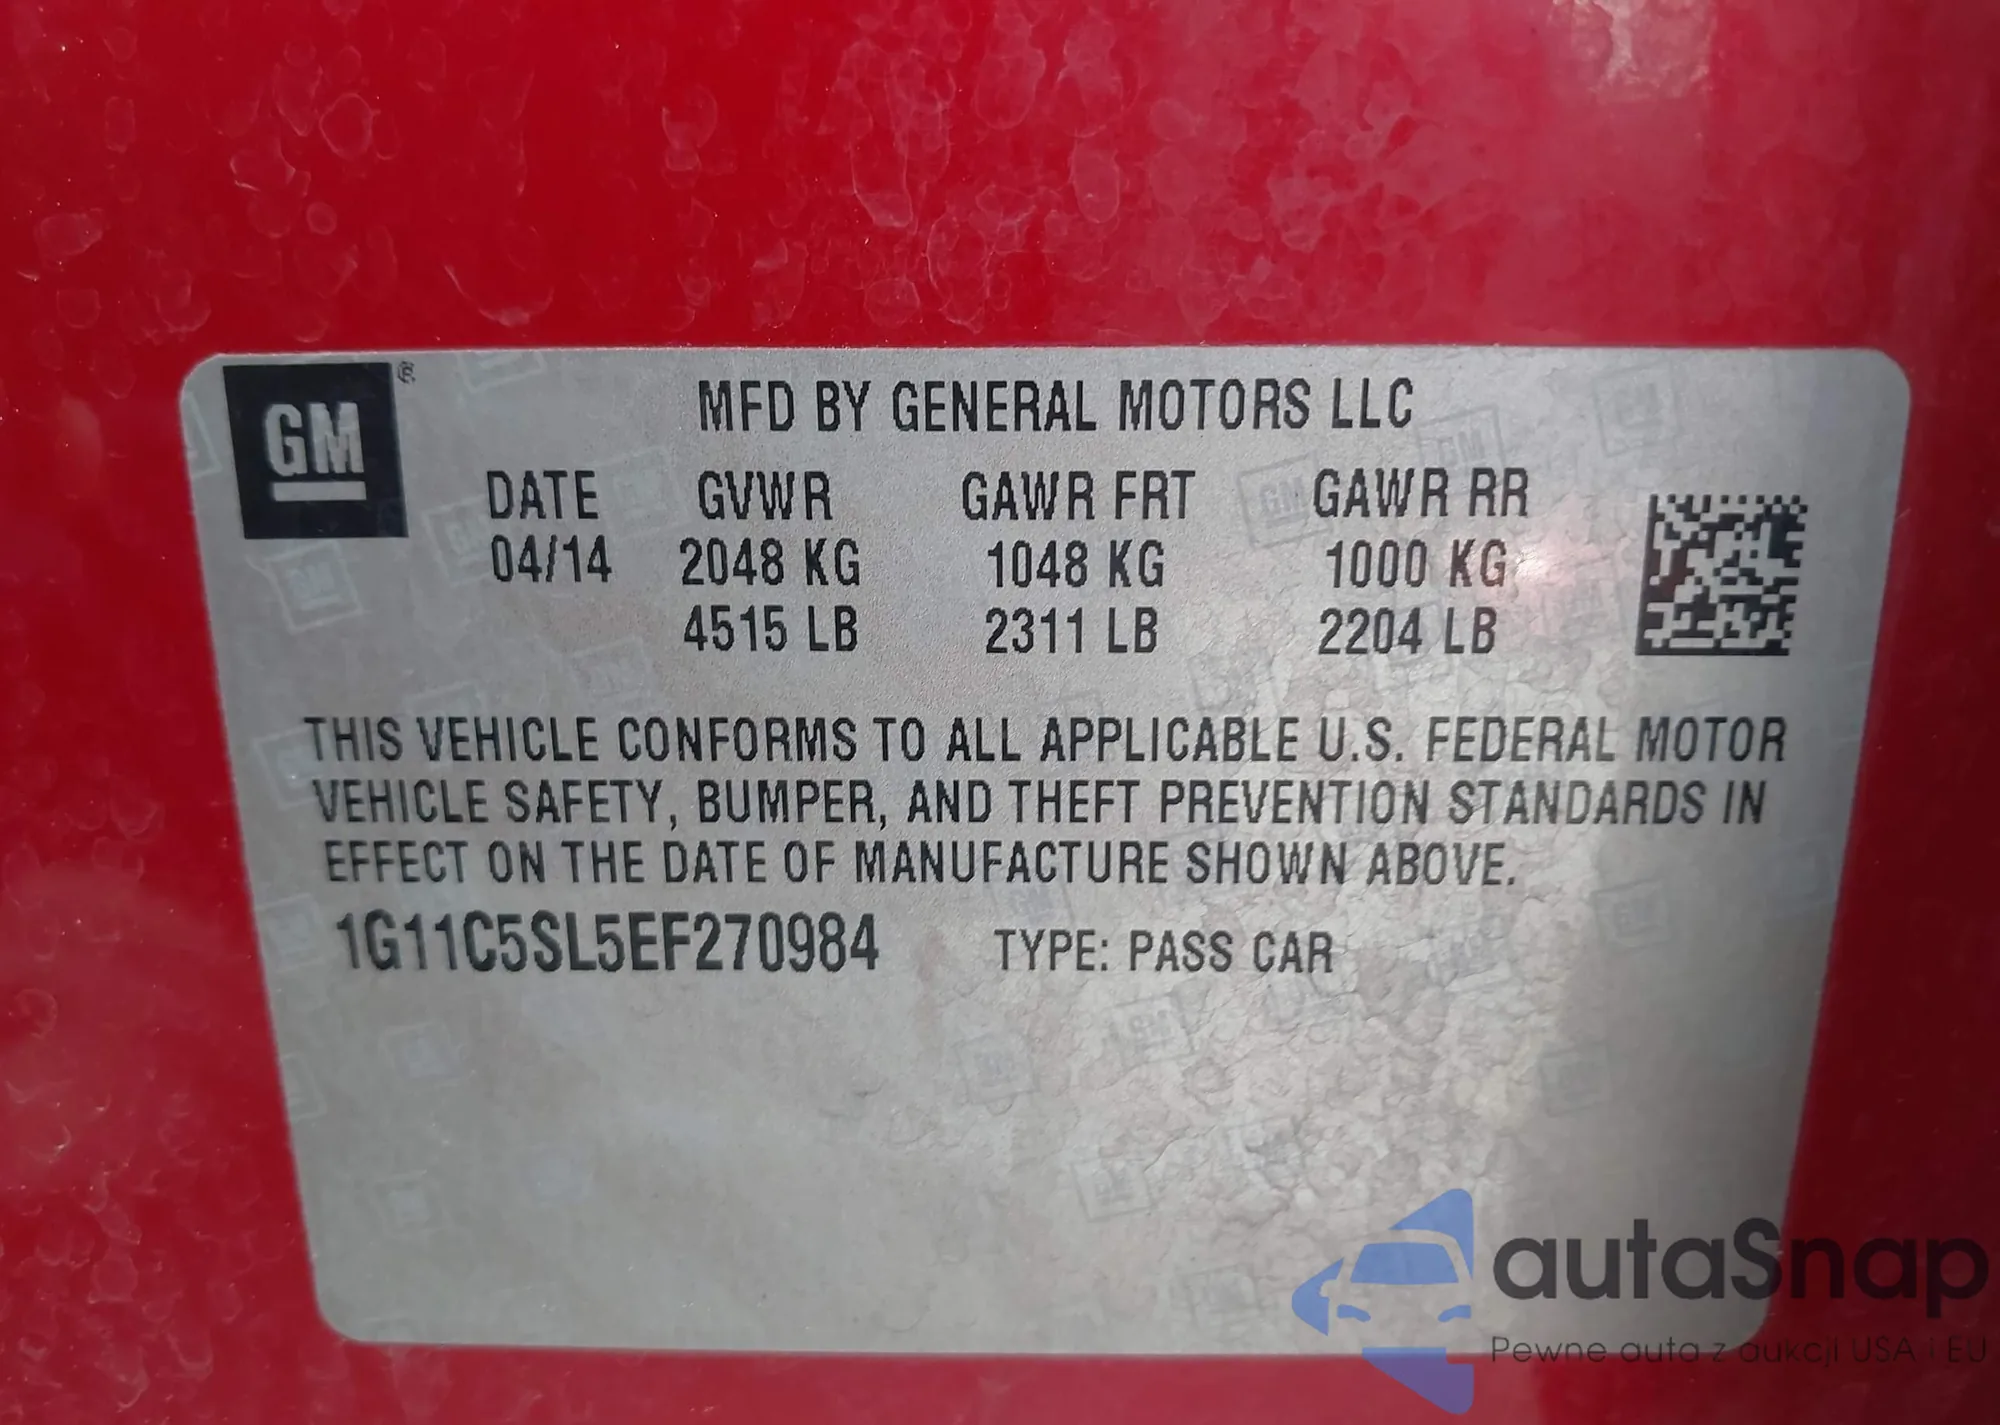 GM ®
MFD BY GENERAL MOTORS LLC
DATE GVWR GAWR FRT GAWR RR
04/14 2048 KG 1048 KG 1000 KG
4515 LB 2311 LB 2204 LB
THIS VEHICLE CONFORMS TO ALL APPLICABLE U.S. FEDERAL MOTOR
VEHICLE SAFETY, BUMPER, AND THEFT PREVENTION STANDARDS IN
EFFECT ON THE DATE OF MANUFACTURE SHOWN ABOVE.
1G11C5SL5EF270984 TYPE: PASS CAR
autaSnap
Pewne auta z aukcji USA i EU